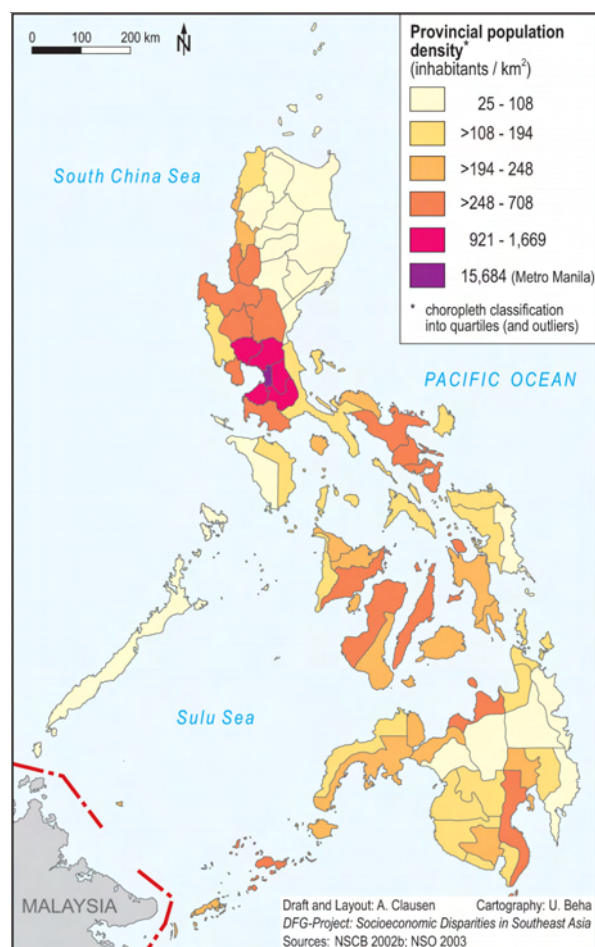 0 100 200 km
N
Provincial population
density*
(inhabitants / km²)
25 - 108
>108 - 194
>194 - 248
>248 - 708
921 - 1,669
15,684 (Metro Manila)
* choropleth classification
into quartiles (and outliers)
South China Sea
PACIFIC OCEAN
Sulu Sea
MALAYSIA
Draft and Layout: A. Clausen Cartography: U. Beha
DFG-Project: Socioeconomic Disparities in Southeast Asia
Sources: NSCB 2002b; NSO 2003